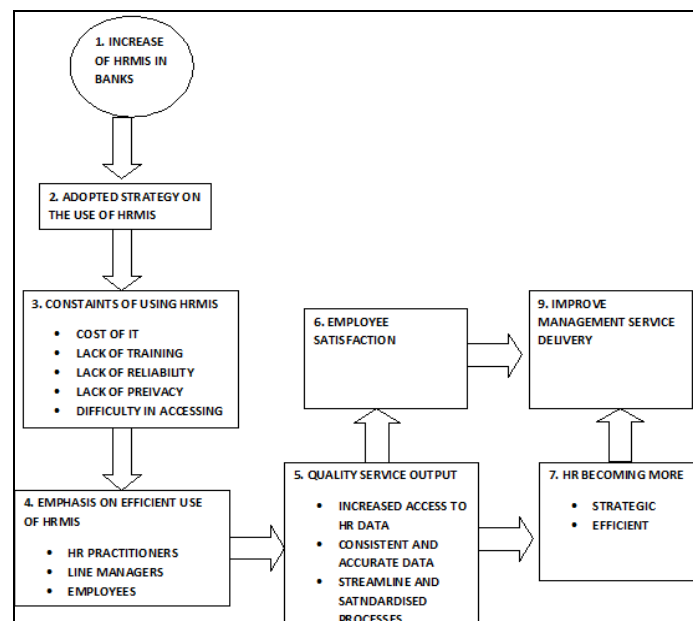 1. INCREASE
OF HRMIS IN
BANKS
2. ADOPTED STRATEGY ON
THE USE OF HRMIS
3. CONSTAINTS OF USING HRMIS
• COST OF IT
• LACK OF TRAINING
• LACK OF RELIABILITY
• LACK OF PREIVACY
• DIFFICULTY IN ACCESSING
4. EMPHASIS ON EFFICIENT USE
OF HRMIS
• HR PRACTITIONERS
• LINE MANAGERS
• EMPLOYEES
5. QUALITY SERVICE OUTPUT
• INCREASED ACCESS TO
HR DATA
• CONSISTENT AND
ACCURATE DATA
• STREAMLINE AND
SATNDARDISED
PROCESSES
6. EMPLOYEE
SATISFACTION
7. HR BECOMING MORE
• STRATEGIC
• EFFICIENT
9. IMPROVE
MANAGEMENT SERVICE
DELIVERY